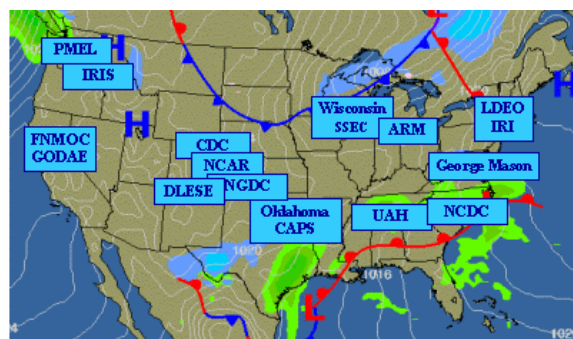 L
PMEL
H
IRIS
1008
Wisconsin
SSEC
LDEO
IRI
H
H
ARM
FNMOC
GODAE
CDC
NCAR
George Mason
DLESE
NGDC
Oklahoma
CAPS
UAH
NCDC
1020
1016
L